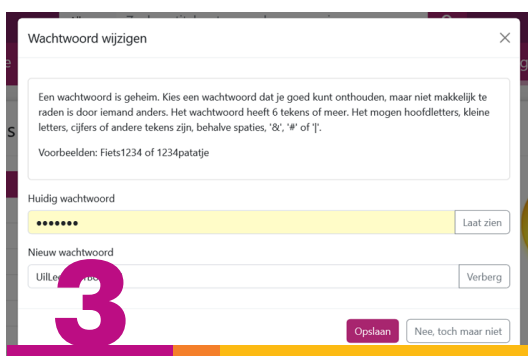 Wachtwoord wijzigen
Een wachtwoord is geheim. Kies een wachtwoord dat je goed kunt onthouden, maar niet makkelijk te
raden is door iemand anders. Het wachtwoord heeft 6 tekens of meer. Het mogen hoofdletters, kleine
letters, cijfers of andere tekens zijn, behalve spaties, '&', '#' of '|'.
Voorbeelden: Fiets1234 of 1234patatje
Huidig wachtwoord
●●●●●●● Laat zien
Nieuw wachtwoord
Verberg
3
Opslaan Nee, toch maar niet